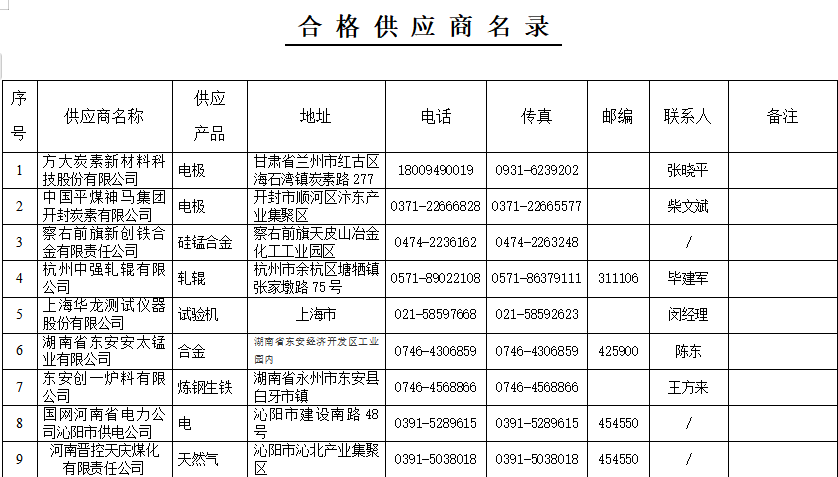 合格供应商名录
序号 供应商名称 供应产品 地址 电话 传真 邮编 联系人 备注
1 方大炭素新材料科技股份有限公司 电极 甘肃省兰州市红古区海石湾镇炭素路277 18009490019 0931-6239202 张晓平
2 中国平煤神马集团开封炭素有限公司 电极 开封市顺河区汴东产业集聚区 0371-22666828 0371-22665577 柴文斌
3 察右前旗新创铁合金有限责任公司 硅锰合金 察右前旗天皮山冶金化工工业园区 0474-2236162 0474-2263248 /
4 杭州中强轧辊有限公司 轧辊 杭州市余杭区塘牺镇张家墩路75号 0571-89022108 0571-86379111 311106 毕建军
5 上海华龙测试仪器股份有限公司 试验机 上海市 021-58597668 021-58592623 闵经理
6 湖南省东安安太锰业有限公司 合金 湖南省东安经济开发区工业园内 0746-4306859 0746-4306859 425900 陈东
7 东安创一炉料有限公司 炼钢生铁 湖南省永州市东安县白牙市镇 0746-4568866 0746-4568866 王方来
8 国网河南省电力公司沁阳市供电公司 电 沁阳市建设南路48号 0391-5289615 0391-5289615 454550 /
9 河南晋控天庆煤化有限责任公司 天然气 沁阳市沁北产业集聚区 0391-5038018 0391-5038018 454550 /